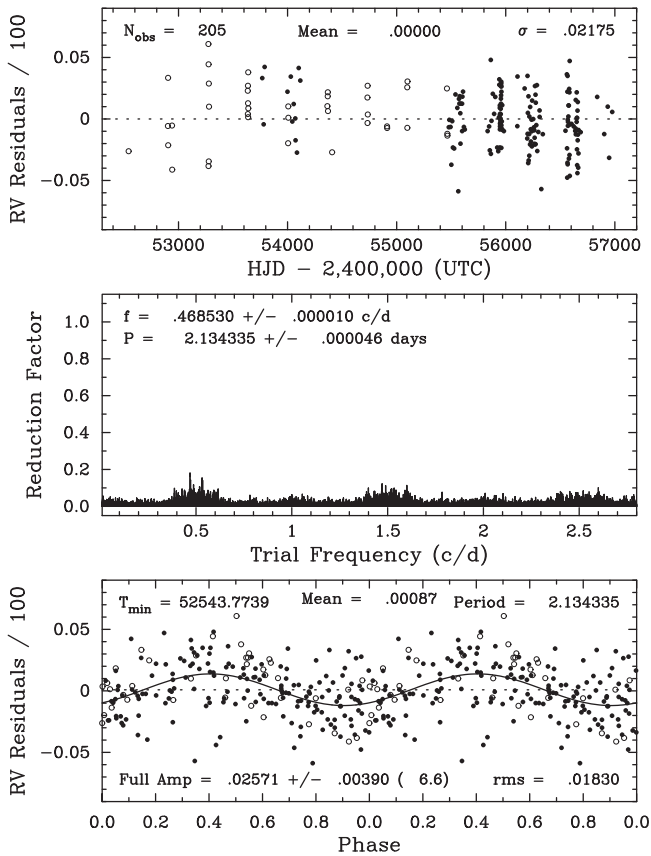 N_obs = 205 Mean = .00000 σ = .02175
RV Residuals / 100
0.05
0
−0.05
53000 54000 55000 56000 57000
HJD − 2,400,000 (UTC)
f = .468530 +/− .000010 c/d
P = 2.134335 +/− .000046 days
Reduction Factor
1.0
0.8
0.6
0.4
0.2
0.0
0.5 1 1.5 2 2.5
Trial Frequency (c/d)
T_min = 52543.7739 Mean = .00087 Period = 2.134335
RV Residuals / 100
0.05
0
−0.05
Full Amp = .02571 +/− .00390 ( 6.6) rms = .01830
0.0 0.2 0.4 0.6 0.8 0.0 0.2 0.4 0.6 0.8 0.0
Phase